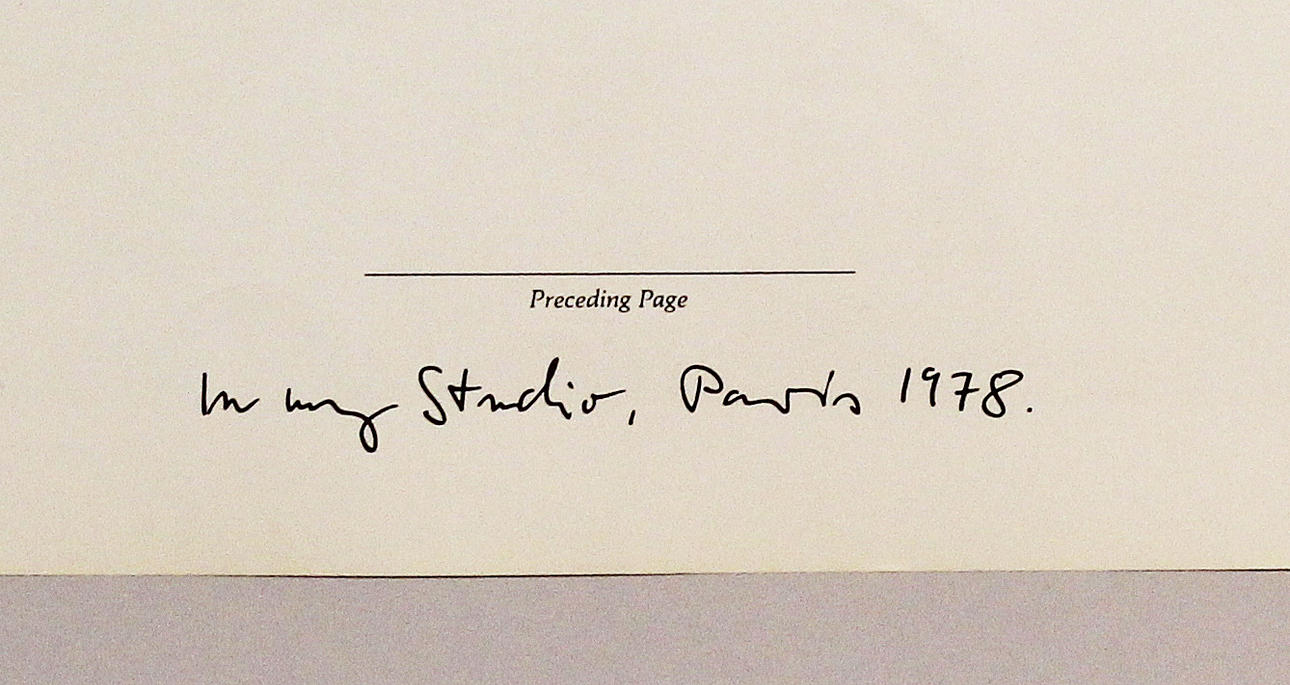 Preceding Page
In my Studio, Paris 1978.